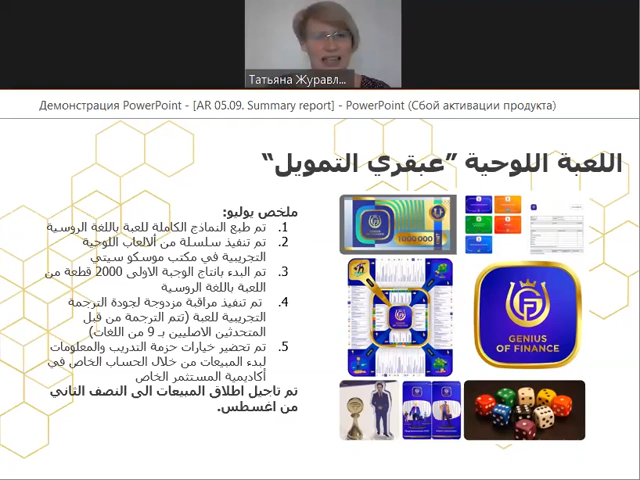 Татьяна Журавл...
Демонстрация PowerPoint - [AR 05.09. Summary report] - PowerPoint (Сбой активации продукта)
اللعبة اللوحية ”عبقري التمويل“
ملخص يوليو:
1. تم طبع النماذج الكاملة للعبة باللغة الروسية
2. تم تنفيذ سلسلة من ألالعاب اللوحية
التجريبية في مكتب موسكو سيتي
3. تم البدء بانتاج الوجبة الاولى 2000 قطعة من
اللعبة باللغة الروسية
4. تم تنفيذ مراقبة مزدوجة لجودة الترجمة
التجريبية للعبة (تتم الترجمة من قبل
المتحدثين الاصليين بـ 9 من اللغات)
5. تم تحضير خيارات حزمة التدريب والمعلومات
لبدء المبيعات من خلال الحساب الخاص في
أكاديمية المستثمر الخاص
تم تاجيل اطلاق المبيعات الى النصف الثاني
من اغسطس.
1000 000
GENIUS
OF FINANCE